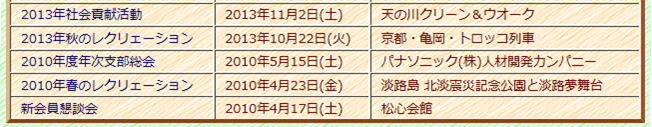 2013年社会貢献活動 2013年11月2日(土) 天の川クリーン＆ウオーク
2013年秋のレクリェーション 2013年10月22日(火) 京都・亀岡・トロッコ列車
2010年度年次支部総会 2010年5月15日(土) パナソニック(株)人材開発カンパニー
2010年春のレクリェーション 2010年4月23日(金) 淡路島 北淡震災記念公園と淡路夢舞台
新会員懇談会 2010年4月17日(土) 松心会館